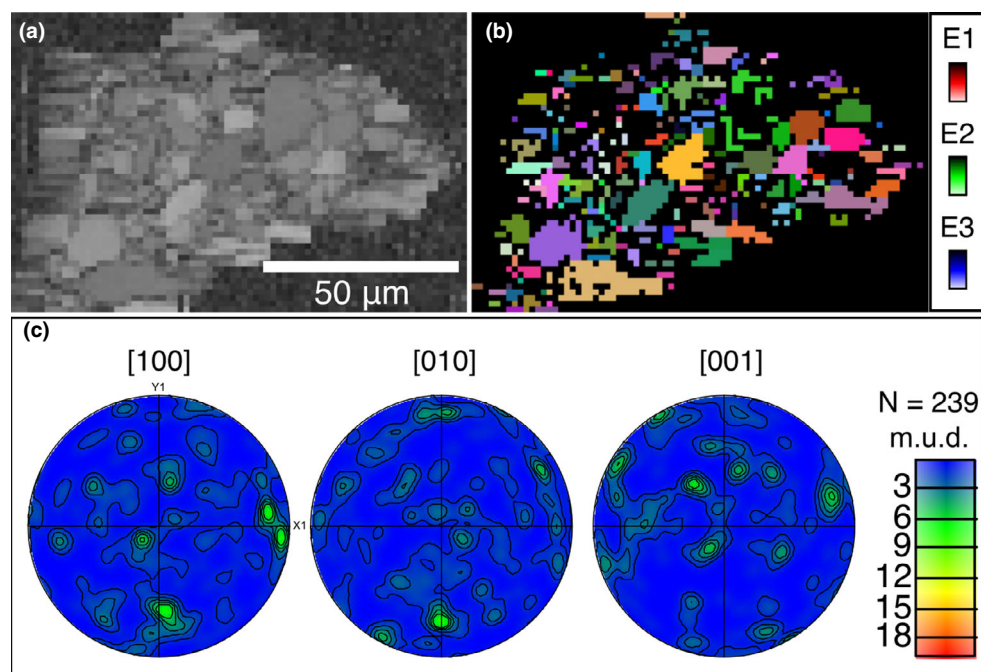 (a)
50 µm
(b)
E1
E2
E3
(c)
[100]
[010]
[001]
Y1
X1
N = 239
m.u.d.
3
6
9
12
15
18